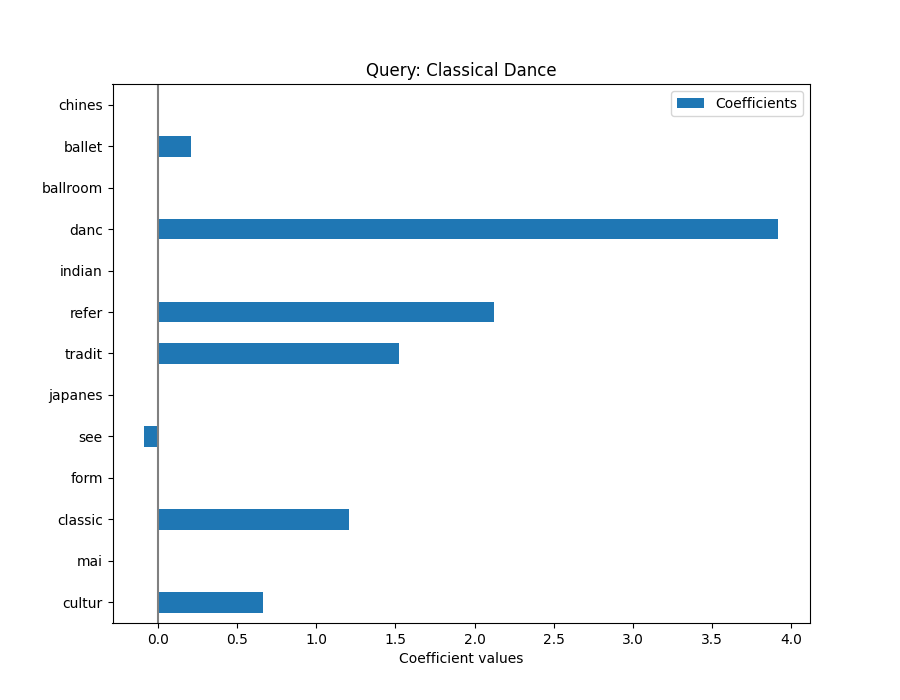 Query: Classical Dance
Coefficients
chines
ballet
ballroom
danc
indian
refer
tradit
japanes
see
form
classic
mai
cultur
0.0 0.5 1.0 1.5 2.0 2.5 3.0 3.5 4.0
Coefficient values